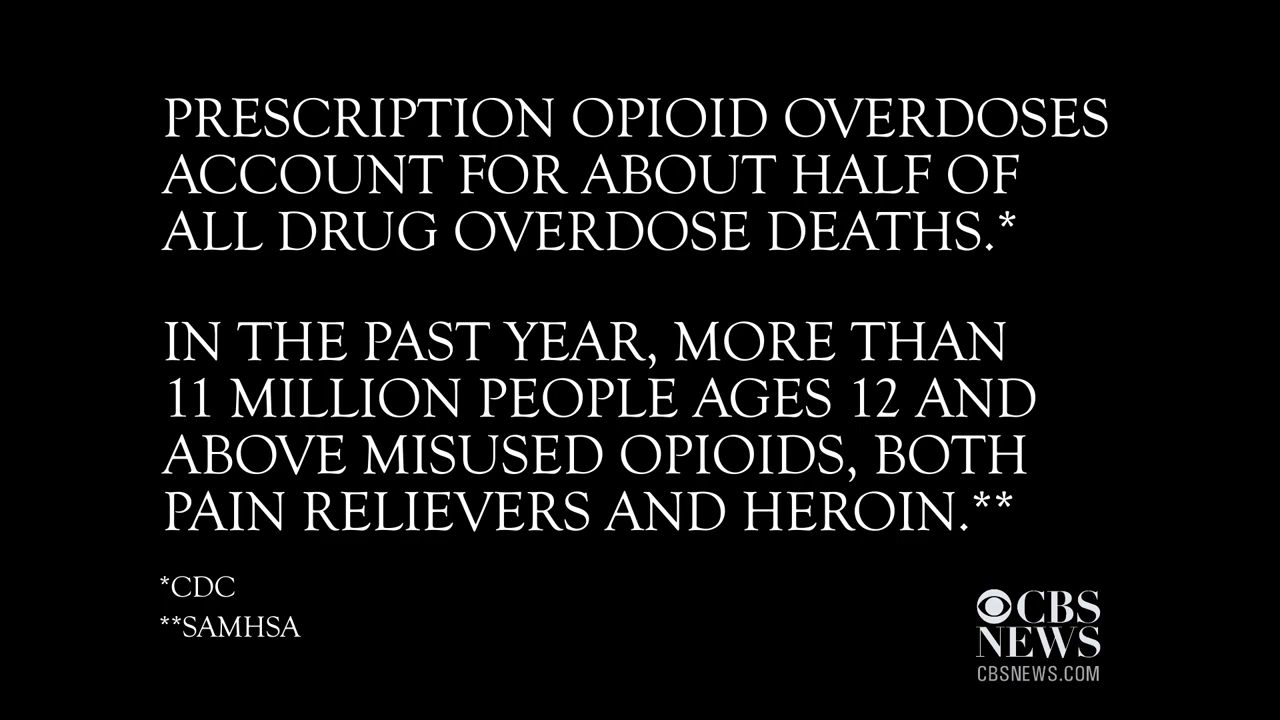 PRESCRIPTION OPIOID OVERDOSES
ACCOUNT FOR ABOUT HALF OF
ALL DRUG OVERDOSE DEATHS.*
IN THE PAST YEAR, MORE THAN
11 MILLION PEOPLE AGES 12 AND
ABOVE MISUSED OPIOIDS, BOTH
PAIN RELIEVERS AND HEROIN.**
*CDC
**SAMHSA
CBS
NEWS
CBSNEWS.COM